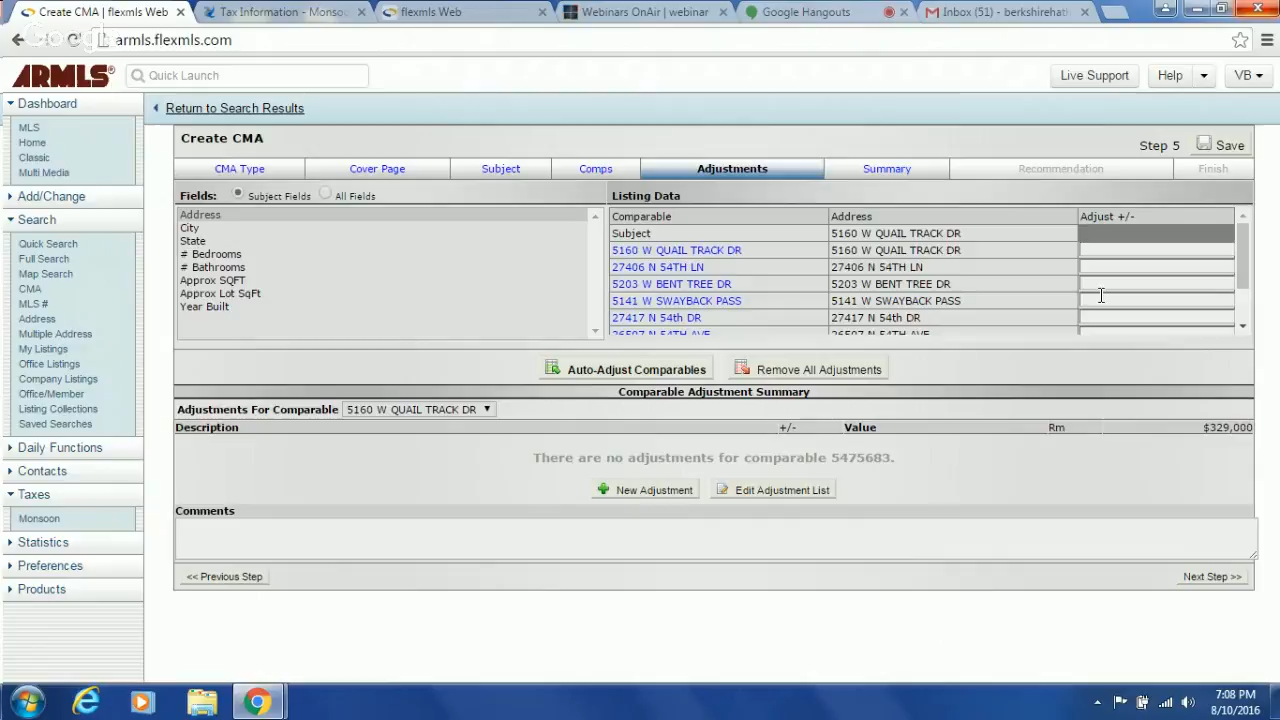 Create CMA | flexmls Web
Tax Information - Monsoo
flexmls Web
Webinars OnAir | webinar
Google Hangouts
Inbox (51) - berkshirehat
armls.flexmls.com
ARMLS
Quick Launch
Live Support
Help
VB
Dashboard
MLS
Home
Classic
Multi Media
Add/Change
Search
Quick Search
Full Search
Map Search
CMA
MLS #
Address
Multiple Address
My Listings
Office Listings
Company Listings
Office/Member
Listing Collections
Saved Searches
Daily Functions
Contacts
Taxes
Monsoon
Statistics
Preferences
Products
Return to Search Results
Create CMA
Step 5
Save
CMA Type Cover Page Subject Comps Adjustments Summary Recommendation Finish
Fields: Subject Fields All Fields
Address
City
State
# Bedrooms
# Bathrooms
Approx SQFT
Approx Lot SqFt
Year Built
Listing Data
Comparable Address Adjust +/-
Subject 5160 W QUAIL TRACK DR
5160 W QUAIL TRACK DR 5160 W QUAIL TRACK DR
27406 N 54TH LN 27406 N 54TH LN
5203 W BENT TREE DR 5203 W BENT TREE DR
5141 W SWAYBACK PASS 5141 W SWAYBACK PASS
27417 N 54th DR 27417 N 54th DR
26507 N 54TH AVE 26507 N 54TH AVE
Auto-Adjust Comparables Remove All Adjustments
Comparable Adjustment Summary
Adjustments For Comparable 5160 W QUAIL TRACK DR
Description +/- Value Rm $329,000
There are no adjustments for comparable 5475683.
New Adjustment Edit Adjustment List
Comments
<< Previous Step Next Step >>
7:08 PM
8/10/2016